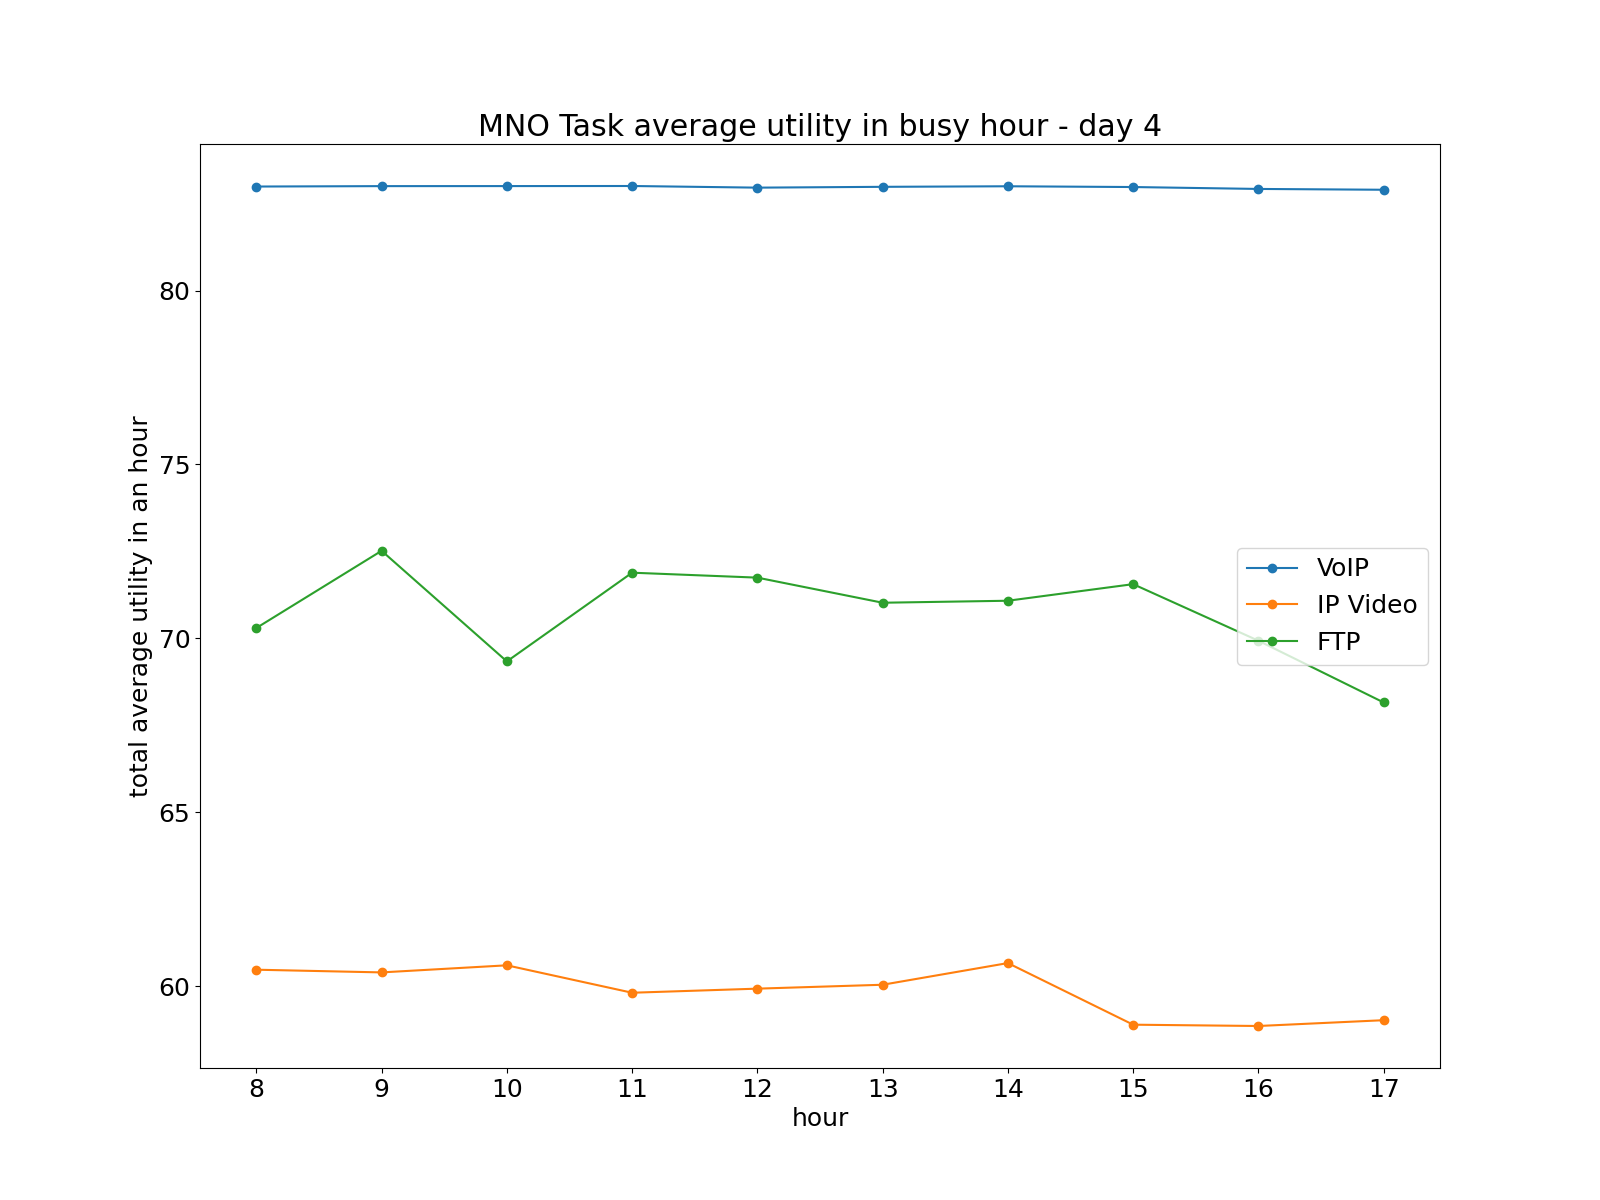 MNO Task average utility in busy hour - day 4
total average utility in an hour
80
75
70
65
60
VoIP
IP Video
FTP
8 9 10 11 12 13 14 15 16 17
hour